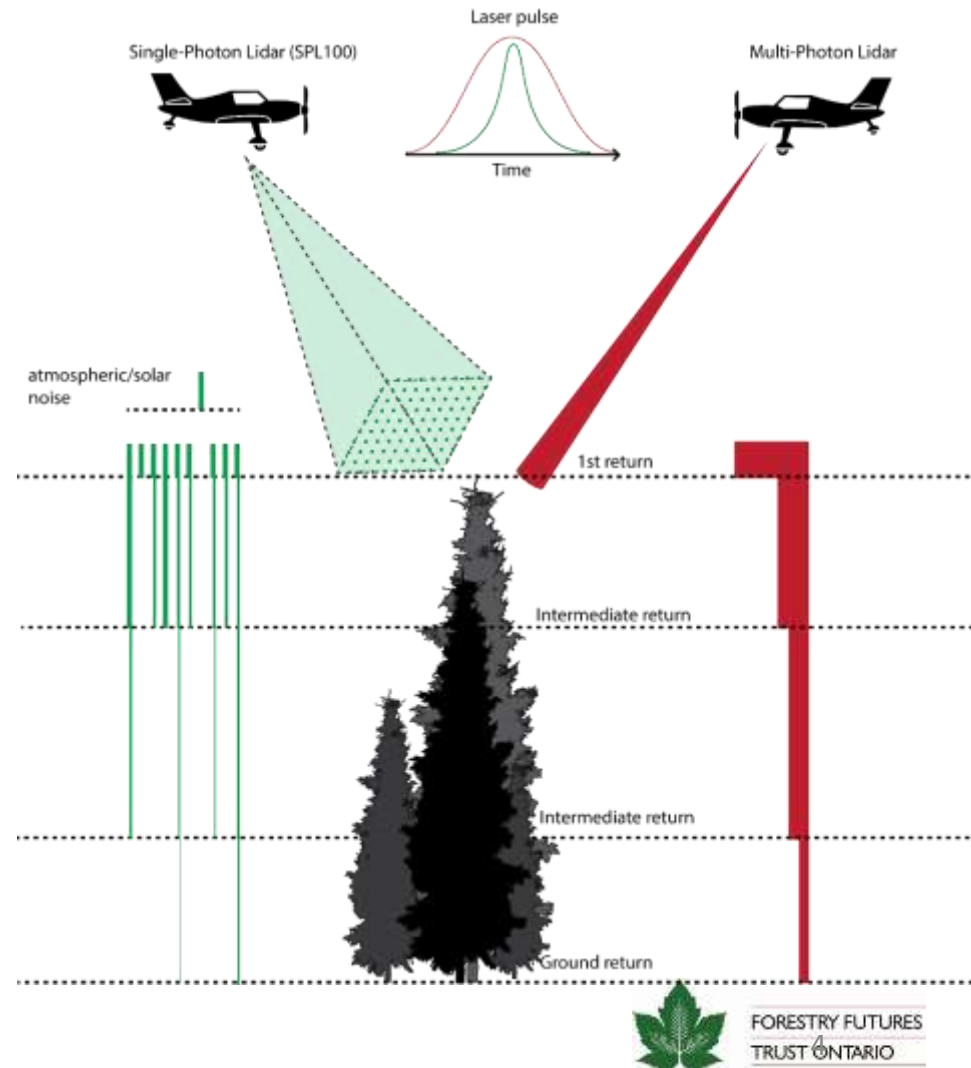 Laser pulse
Single-Photon Lidar (SPL100)
Multi-Photon Lidar
Time
atmospheric/solar
noise
1st return
Intermediate return
Intermediate return
Ground return
FORESTRY FUTURES
TRUST ONTARIO
4